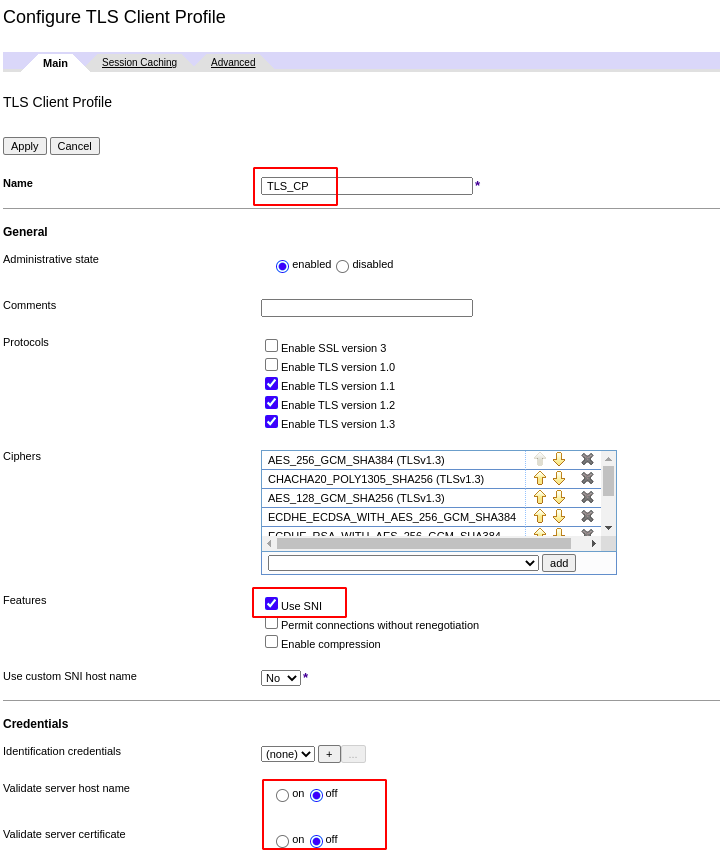 Configure TLS Client Profile
Main Session Caching Advanced
TLS Client Profile
Apply Cancel
Name TLS_CP *
General
Administrative state enabled disabled
Comments
Protocols Enable SSL version 3
Enable TLS version 1.0
Enable TLS version 1.1
Enable TLS version 1.2
Enable TLS version 1.3
Ciphers AES_256_GCM_SHA384 (TLSv1.3)
CHACHA20_POLY1305_SHA256 (TLSv1.3)
AES_128_GCM_SHA256 (TLSv1.3)
ECDHE_ECDSA_WITH_AES_256_GCM_SHA384
ECDHE_RSA_WITH_AES_256_GCM_SHA384
add
Features Use SNI
Permit connections without renegotiation
Enable compression
Use custom SNI host name No *
Credentials
Identification credentials (none) + ...
Validate server host name on off
Validate server certificate on off